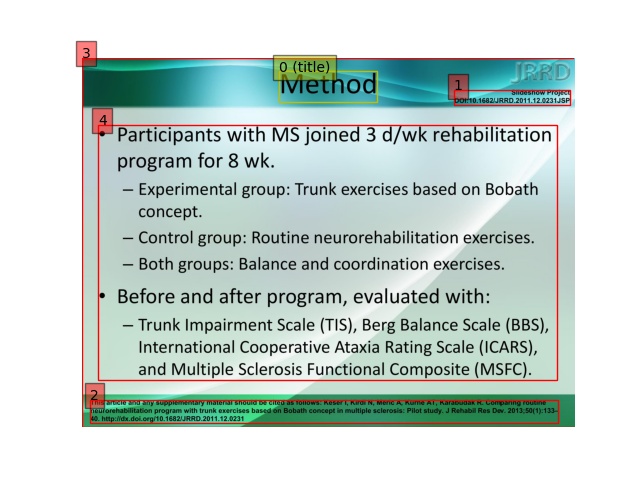 3
0 (title)
Method
JRRD
1
Slideshow Project
DOI:10.1682/JRRD.2011.12.0231JSP
4
• Participants with MS joined 3 d/wk rehabilitation
program for 8 wk.
– Experimental group: Trunk exercises based on Bobath
concept.
– Control group: Routine neurorehabilitation exercises.
– Both groups: Balance and coordination exercises.
• Before and after program, evaluated with:
– Trunk Impairment Scale (TIS), Berg Balance Scale (BBS),
International Cooperative Ataxia Rating Scale (ICARS),
and Multiple Sclerosis Functional Composite (MSFC).
2
This article and any supplementary material should be cited as follows: Keser I, Kirdi N, Meric A, Kurne AT, Karabudak R. Comparing routine
neurorehabilitation program with trunk exercises based on Bobath concept in multiple sclerosis: Pilot study. J Rehabil Res Dev. 2013;50(1):133–
40. http://dx.doi.org/10.1682/JRRD.2011.12.0231